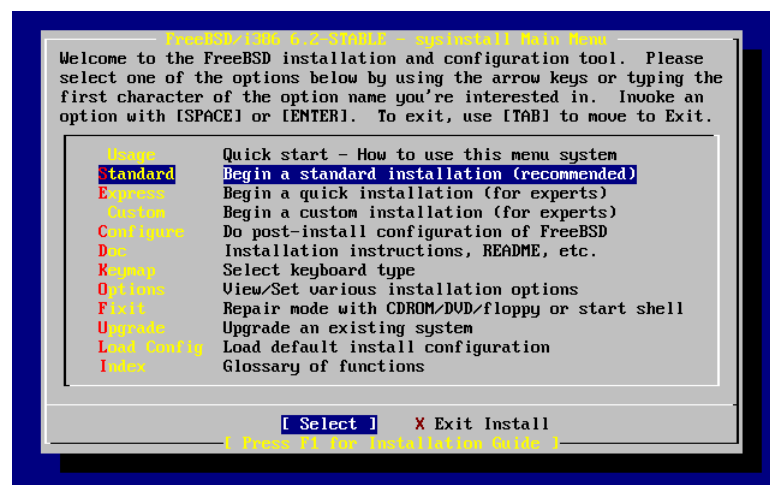 FreeBSD/i386 6.2-STABLE - sysinstall Main Menu
Welcome to the FreeBSD installation and configuration tool.  Please
select one of the options below by using the arrow keys or typing the
first character of the option name you're interested in.  Invoke an
option with [SPACE] or [ENTER].  To exit, use [TAB] to move to Exit.
Usage Quick start - How to use this menu system
Standard Begin a standard installation (recommended)
Express Begin a quick installation (for experts)
Custom Begin a custom installation (for experts)
Configure Do post-install configuration of FreeBSD
Doc Installation instructions, README, etc.
Keymap Select keyboard type
Options View/Set various installation options
Fixit Repair mode with CDROM/DVD/floppy or start shell
Upgrade Upgrade an existing system
Load Config Load default install configuration
Index Glossary of functions
[ Select ] X Exit Install
[ Press F1 for Installation Guide ]